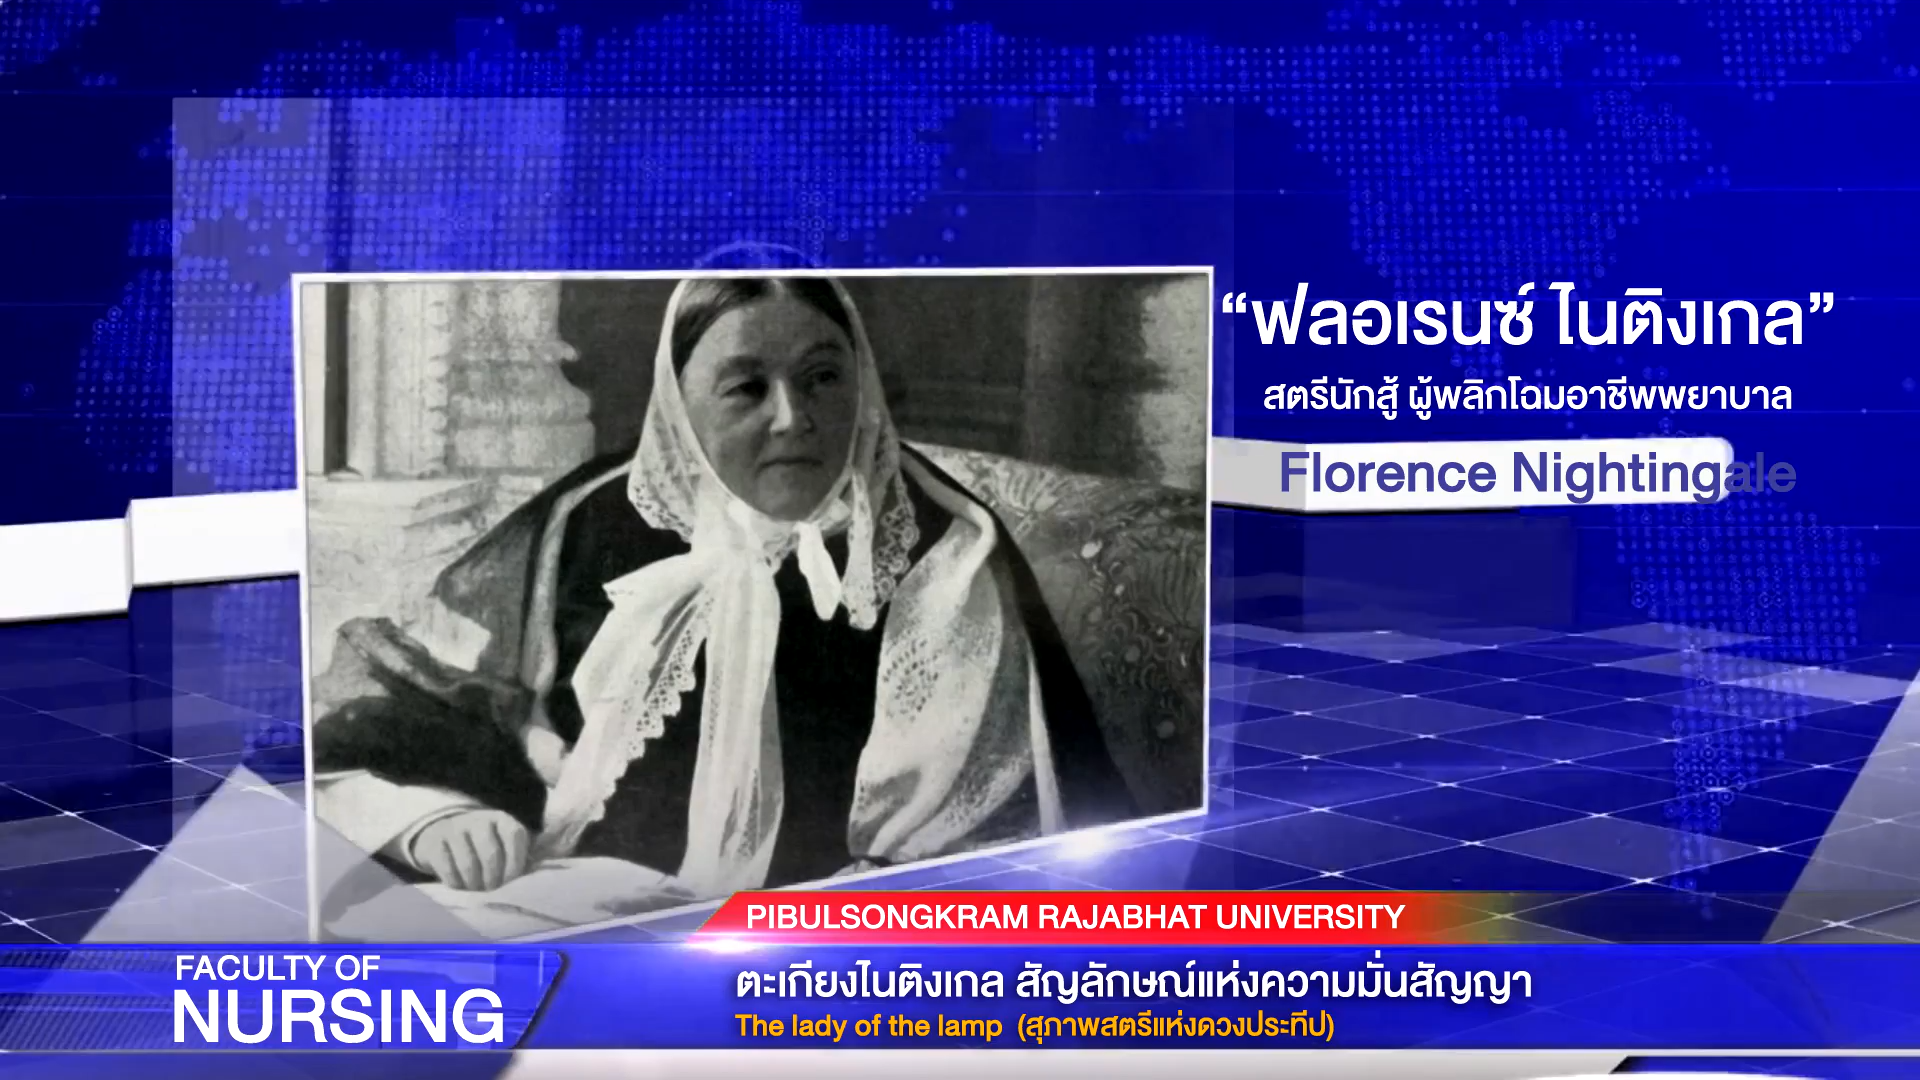 “ฟลอเรนซ์ ไนติงเกล”
สตรีนักสู้ ผู้พลิกโฉมอาชีพพยาบาล
Florence Nightingale
PIBULSONGKRAM RAJABHAT UNIVERSITY
FACULTY OF
NURSING
ตะเกียงไนติงเกล สัญลักษณ์แห่งความมั่นสัญญา
The lady of the lamp (สุภาพสตรีแห่งดวงประทีป)